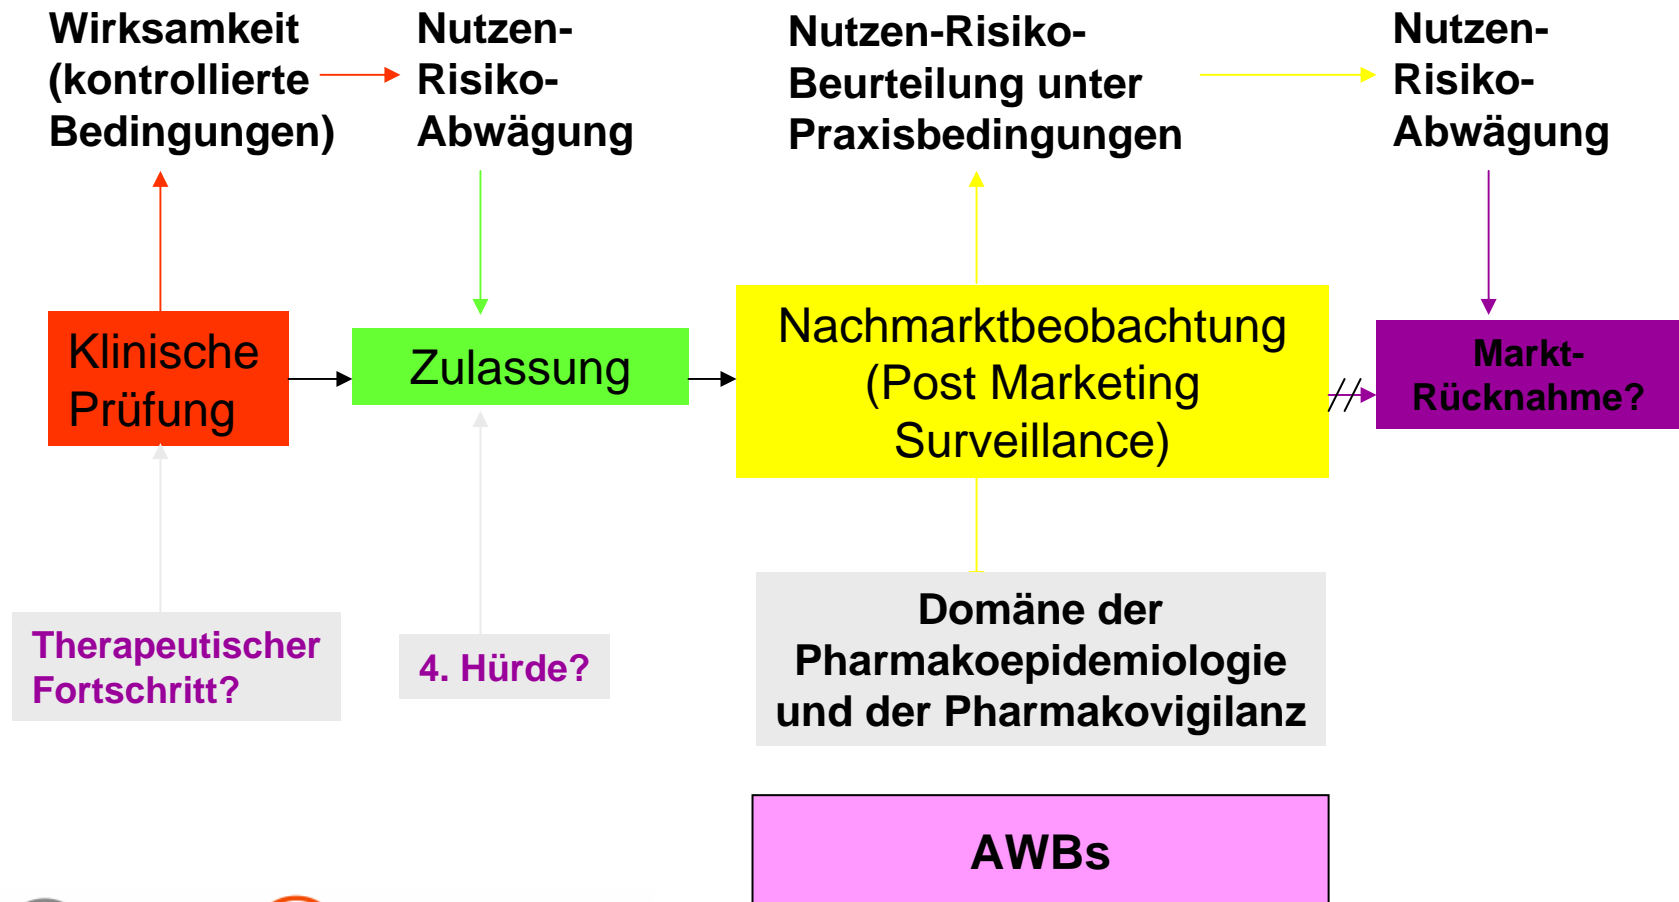 Wirksamkeit
(kontrollierte
Bedingungen)
Nutzen-
Risiko-
Abwägung
Nutzen-Risiko-
Beurteilung unter
Praxisbedingungen
Nutzen-
Risiko-
Abwägung
Klinische
Prüfung
Zulassung
Nachmarktbeobachtung
(Post Marketing
Surveillance)
Markt-
Rücknahme?
Therapeutischer
Fortschritt?
4. Hürde?
Domäne der
Pharmakoepidemiologie
und der Pharmakovigilanz
AWBs